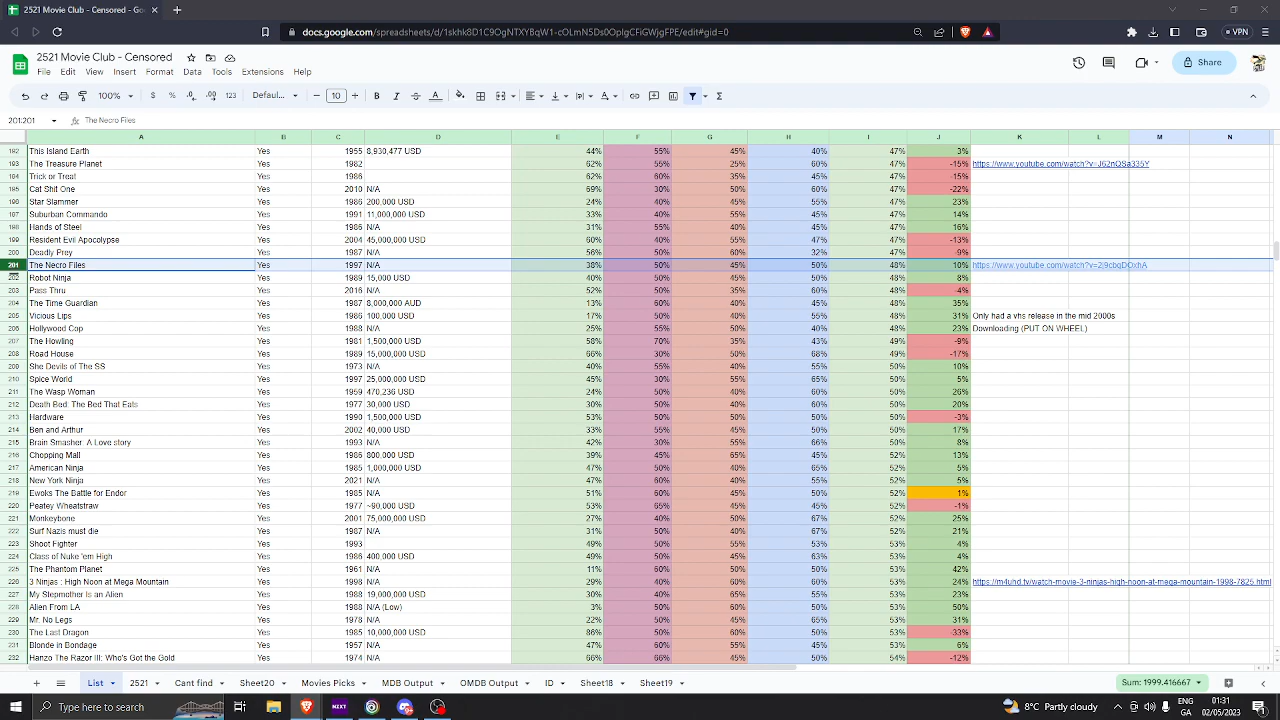 2521 Movie Club - Censored - Go
docs.google.com/spreadsheets/d/1skhk8D1C9OgNTXY8qW1-cOLmN5Ds0OpIgCFiGWjgFPE/edit#gid=0
VPN
2521 Movie Club - Censored
File Edit View Insert Format Data Tools Extensions Help
Share
100% $ % .0 .00 123 Defaul... 10 B I A
201:201 The Necro Files
A B C D E F G H I J K L M N
192 This Island Earth Yes 1955 8,930,477 USD 44% 55% 45% 40% 47% 3%
193 The Treasure Planet Yes 1982 62% 55% 25% 60% 47% -15% https://www.youtube.com/watch?v=J62nQSa335Y
194 Trick or Treat Yes 1986 62% 60% 35% 45% 47% -15%
195 Cat Shit One Yes 2010 N/A 69% 30% 50% 60% 47% -22%
196 Star Slammer Yes 1986 200,000 USD 24% 40% 45% 55% 47% 23%
197 Suburban Commando Yes 1991 11,000,000 USD 33% 40% 55% 45% 47% 14%
198 Hands of Steel Yes 1986 N/A 31% 40% 55% 45% 47% 16%
199 Resident Evil Apocolypse Yes 2004 45,000,000 USD 60% 40% 55% 47% 47% -13%
200 Deadly Prey Yes 1987 N/A 56% 50% 60% 32% 47% -9%
201 The Necro Files Yes 1997 N/A 38% 50% 45% 50% 48% 10% https://www.youtube.com/watch?v=2j9cbqDOxhA
202 Robot Ninja Yes 1989 15,000 USD 40% 50% 55% 40% 48% 8%
203 Pass Thru Yes 2016 N/A 52% 50% 35% 60% 48% -4%
204 The Time Guardian Yes 1987 8,000,000 AUD 13% 60% 40% 45% 48% 35%
205 Vicious Lips Yes 1986 100,000 USD 17% 50% 40% 55% 48% 31% Only had a vhs release in the mid 2000s
206 Hollywood Cop Yes 1988 N/A 25% 55% 50% 40% 48% 23% Downloading (PUT ON WHEEL)
207 The Howling Yes 1981 1,500,000 USD 58% 70% 35% 43% 49% -9%
208 Road House Yes 1989 15,000,000 USD 66% 30% 50% 68% 49% -17%
209 She Devils of The SS Yes 1973 N/A 40% 55% 40% 55% 50% 10%
210 Spice World Yes 1997 25,000,000 USD 45% 30% 55% 65% 50% 5%
211 The Wasp Woman Yes 1959 470,236 USD 24% 50% 40% 60% 50% 26%
212 Death Bed: The Bed That Eats Yes 1977 30,000 USD 30% 50% 40% 60% 50% 20%
213 Hardware Yes 1990 1,500,000 USD 53% 50% 50% 50% 50% -3%
214 Ben and Arthur Yes 2002 40,000 USD 33% 55% 45% 50% 50% 17%
215 Brain Smasher: A Love story Yes 1993 N/A 42% 30% 55% 66% 50% 8%
216 Chopping Mall Yes 1986 800,000 USD 39% 45% 65% 45% 52% 13%
217 American Ninja Yes 1985 1,000,000 USD 47% 50% 40% 65% 52% 5%
218 New York Ninja Yes 2021 N/A 47% 60% 40% 55% 52% 5%
219 Ewoks The Battle for Endor Yes 1985 N/A 51% 60% 45% 50% 52% 1%
220 Peatey Wheatstraw Yes 1977 ~90,000 USD 53% 65% 45% 45% 52% -1%
221 Monkeybone Yes 2001 75,000,000 USD 27% 40% 50% 67% 52% 25%
222 Surf Nazis must die Yes 1987 N/A 31% 40% 50% 67% 52% 21%
223 Shoot Fighter Yes 1993 49% 50% 55% 53% 53% 4%
224 Class of Nuke 'em High Yes 1986 400,000 USD 49% 50% 45% 63% 53% 4%
225 The Phantom Planet Yes 1961 11% 60% 45% 53% 53% 42%
226 3 Ninjas : High Noon at Mega Mountain Yes 1998 N/A 29% 40% 60% 60% 53% 24% https://m4uhd.tv/watch-movie-3-ninjas-high-noon-at-mega-mountain-1998-7825.html
227 My Stepmother Is an Alien Yes 1988 19,000,000 USD 30% 40% 65% 55% 53% 23%
228 Alien From LA Yes 1988 N/A (Low) 3% 50% 60% 50% 53% 50%
229 Mr. No Legs Yes 1978 N/A 22% 50% 45% 65% 53% 31%
230 The Last Dragon Yes 1985 10,000,000 USD 86% 50% 60% 50% 53% -33%
231 Blonde in Bondage Yes 1957 N/A 47% 60% 55% 45% 53% 6%
232 Hanzo The Razor III: Who's Got the Gold Yes 1974 N/A 66% 66% 45% 50% 54% -12%
List 2521 Cant find Sheet20 Movies Picks MDB Output OMDB Output ID Sheet18 Sheet19 Sum: 1999.416667
Type here to search NEXT 8°C Partly cloudy ENG 01:31
GA 02/05/2023